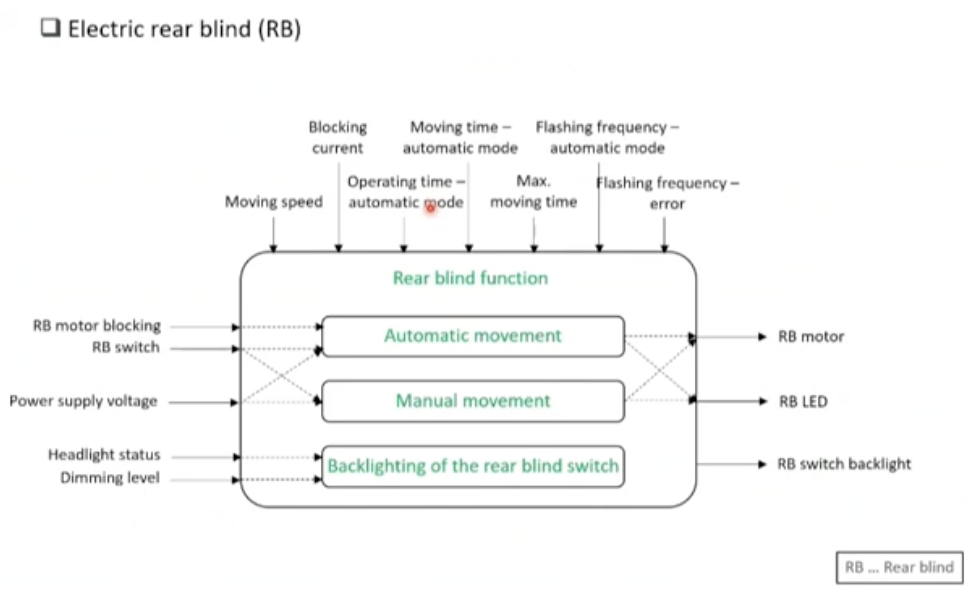 Electric rear blind (RB)
Blocking
current
Moving time –
automatic mode
Flashing frequency –
automatic mode
Moving speed
Operating time –
automatic mode
Max.
moving time
Flashing frequency –
error
Rear blind function
RB motor blocking
RB switch
Automatic movement
RB motor
Power supply voltage
Manual movement
RB LED
Headlight status
Dimming level
Backlighting of the rear blind switch
RB switch backlight
RB ... Rear blind